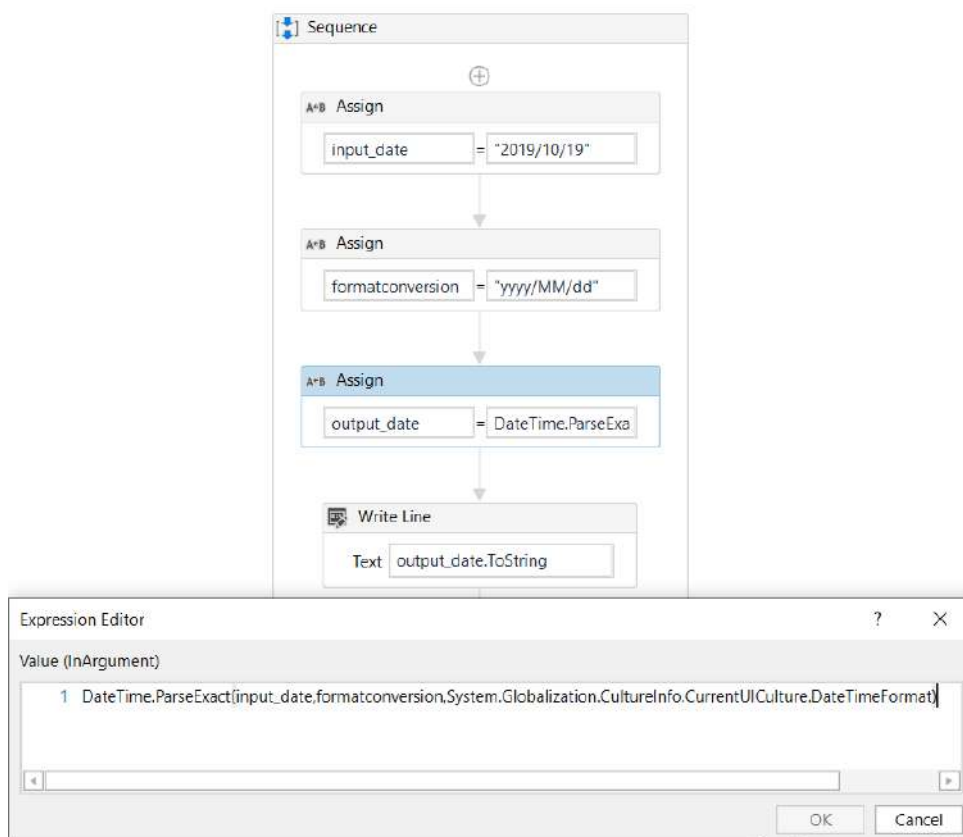 Sequence
A+B Assign
input_date = "2019/10/19"
A+B Assign
formatconversion = "yyyy/MM/dd"
A+B Assign
output_date = DateTime.ParseExa
Write Line
Text output_date.ToString
Expression Editor ?
Value (InArgument)
1 DateTime.ParseExact(input_date,formatconversion,System.Globalization.CultureInfo.CurrentUICulture.DateTimeFormat)
OK Cancel